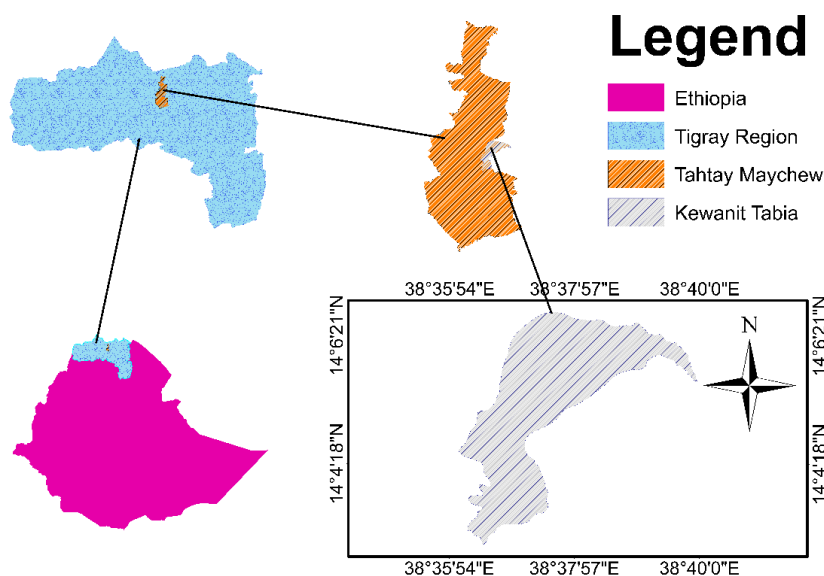 Legend
Ethiopia
Tigray Region
Tahtay Maychew
Kewanit Tabia
38°35'54"E 38°37'57"E 38°40'0"E
14°6'21"N
14°4'18"N
N
14°6'21"N
14°4'18"N
38°35'54"E 38°37'57"E 38°40'0"E